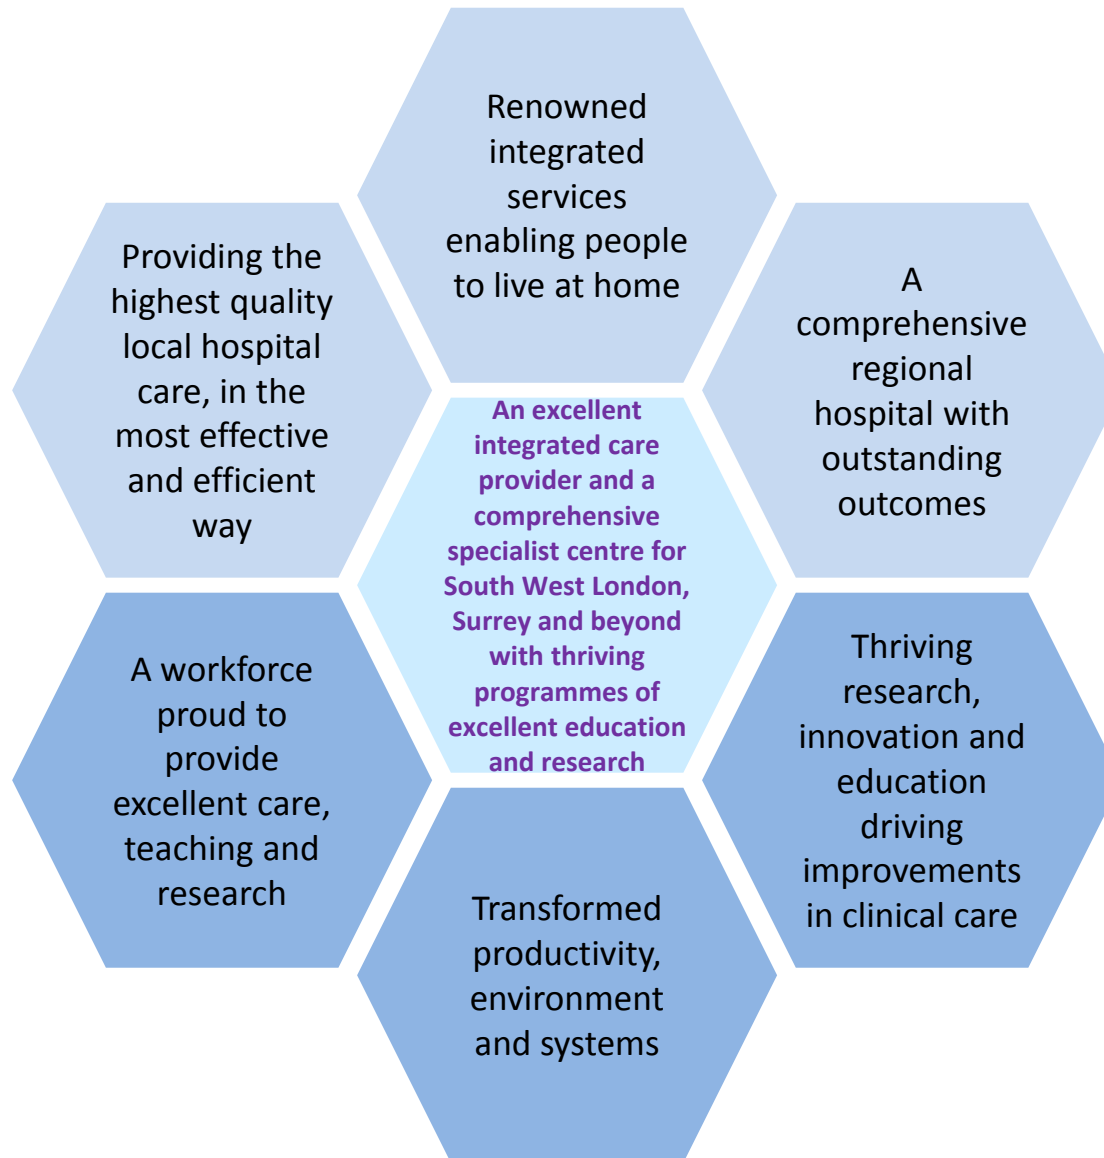 Renowned
integrated
services
enabling people
to live at home
Providing the
highest quality
local hospital
care, in the
most effective
and efficient
way
A
comprehensive
regional
hospital with
outstanding
outcomes
An excellent
integrated care
provider and a
comprehensive
specialist centre for
South West London,
Surrey and beyond
with thriving
programmes of
excellent education
and research
A workforce
proud to
provide
excellent care,
teaching and
research
Thriving
research,
innovation and
education
driving
improvements
in clinical care
Transformed
productivity,
environment
and systems